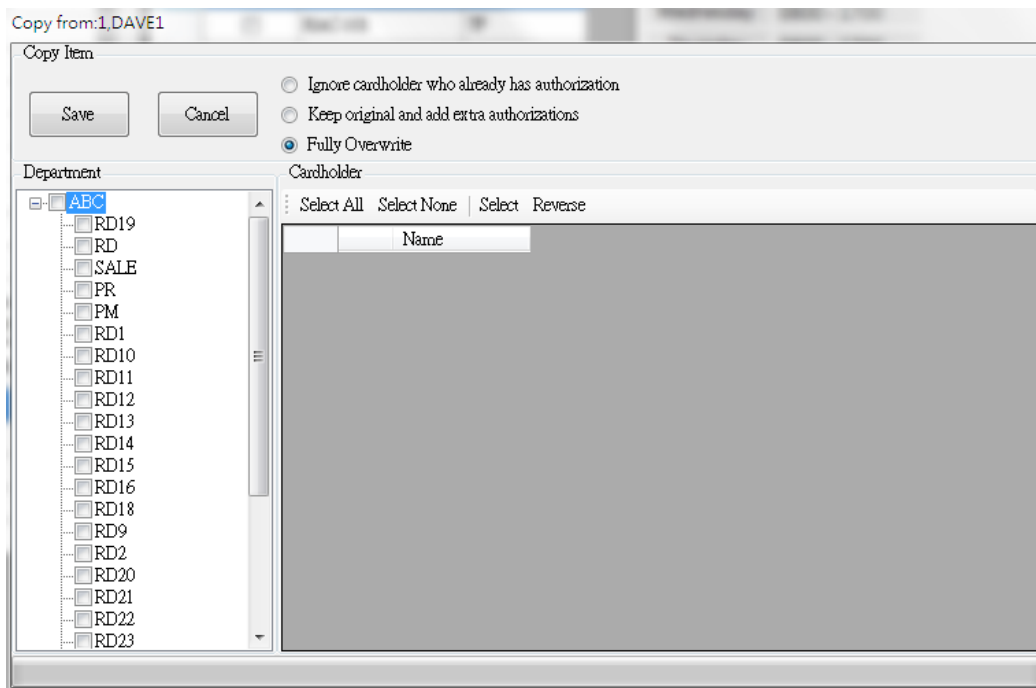 Copy from:1,DAVE1
Copy Item
Save
Cancel
Ignore cardholder who already has authorization
Keep original and add extra authorizations
Fully Overwrite
Department
ABC
RD19
RD
SALE
PR
PM
RD1
RD10
RD11
RD12
RD13
RD14
RD15
RD16
RD18
RD9
RD2
RD20
RD21
RD22
RD23
Cardholder
Select All Select None Select Reverse
Name